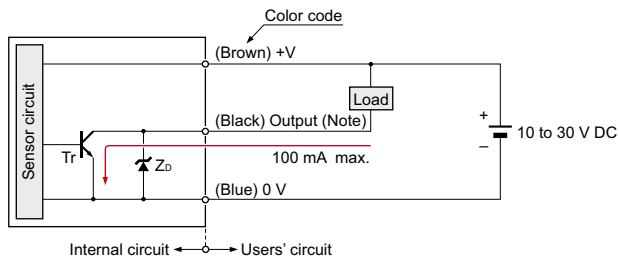 Color code
(Brown) +V
Sensor circuit
Load
(Black) Output (Note)
+
10 to 30 V DC
–
Tr
ZD
100 mA max.
(Blue) 0 V
Internal circuit
Users' circuit